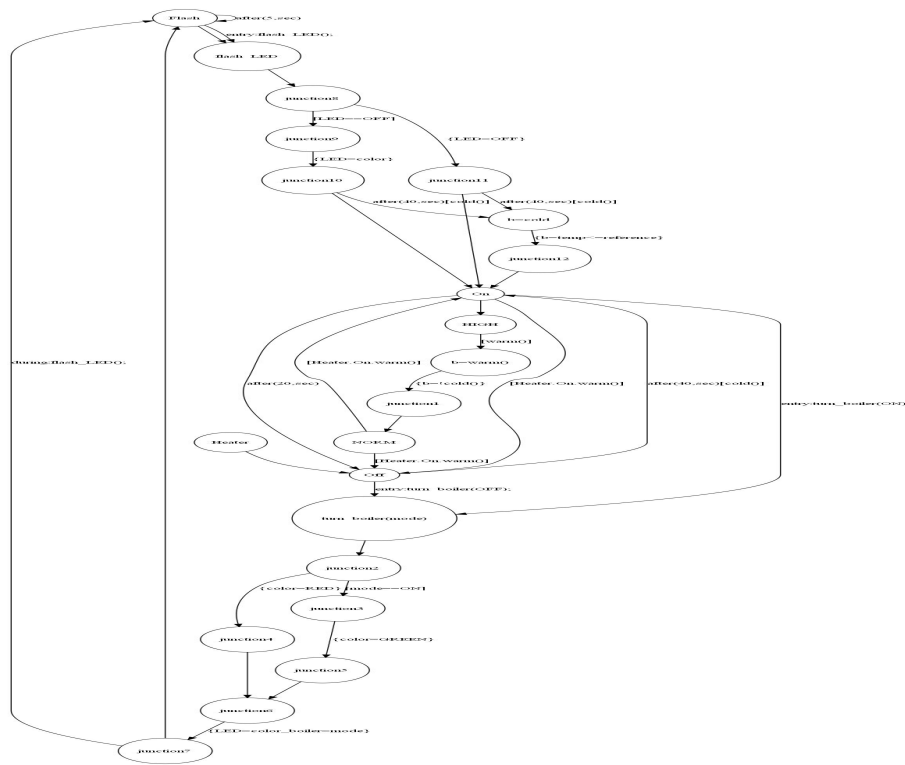 Flash
after(5,sec)
entry:flash_LED();
flash_LED
junction8
[LED==OFF]
junction9
{LED=OFF}
{LED=color}
junction10
junction11
after(40,sec)[cold()]
after(40,sec)[cold()]
b=cold
{b=temp<=reference}
junction12
On
HIGH
[warm()]
during:flash_LED();
[Heater.On.warm()]
b=warm()
after(20,sec)
{b=!cold()}
[Heater.On.warm()]
after(40,sec)[cold()]
junction1
entry:turn_boiler(ON)
Heater
NORM
[Heater.On.warm()]
Off
entry:turn_boiler(OFF);
turn_boiler(mode)
junction2
{color=RED}
[mode==ON]
junction3
junction4
{color=GREEN}
junction5
junction6
{LED=color_boiler=mode}
junction7